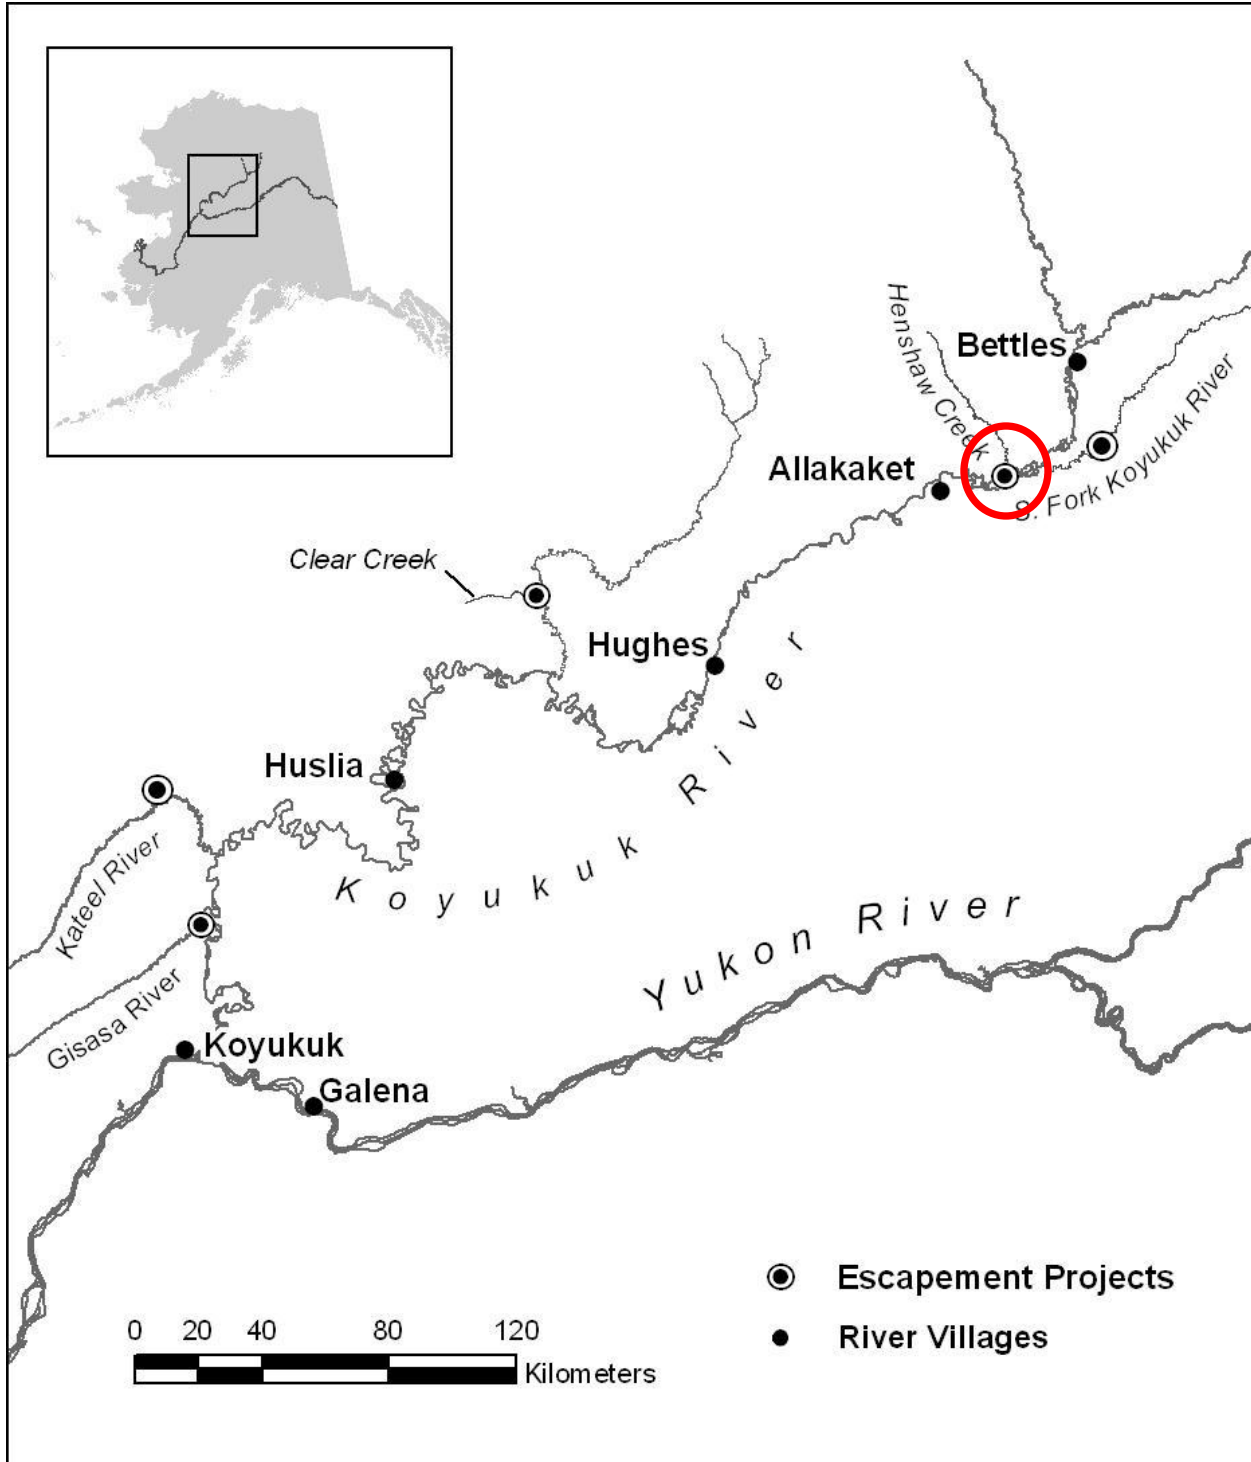 Henshaw Creek
Bettles
S. Fork Koyukuk River
Allakaket
Clear Creek
Hughes
Koyukuk River
Huslia
Kateel River
Yukon River
Gisasa River
Koyukuk
Galena
Escapement Projects
River Villages
0 20 40 80 120
Kilometers